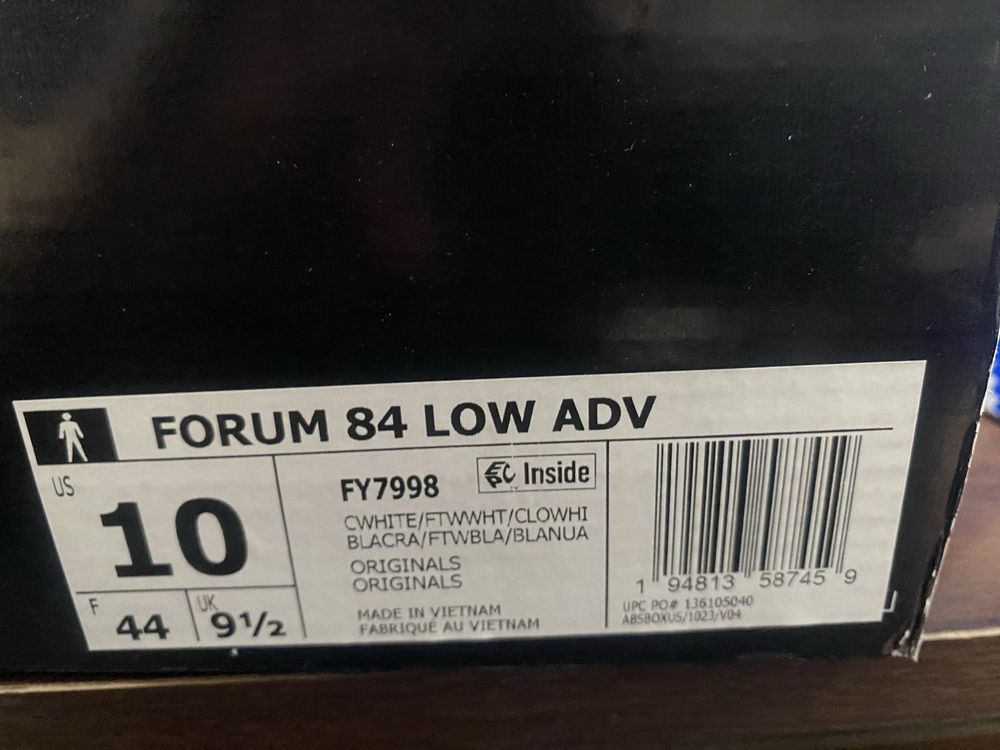 FORUM 84 LOW ADV
US
10
F
44
UK
9½
FY7998
Inside
CWHITE/FTWWHT/CLOWHI
BLACRA/FTWBLA/BLANUA
ORIGINALS
ORIGINALS
MADE IN VIETNAM
FABRIQUÉ AU VIETNAM
1 94813 58745 9
UPC PO# 136105040
ABSBOXUS/1023/V04